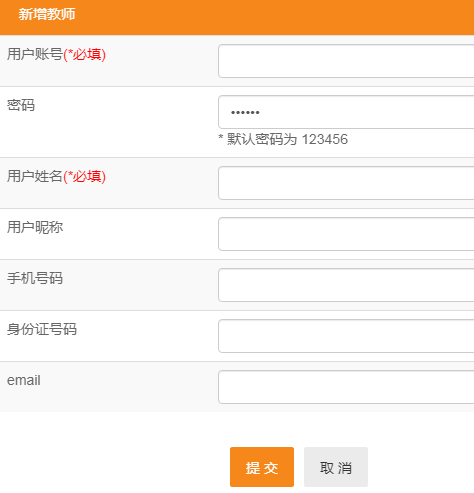 新增教师
用户账号(*必填)
密码
••••••
* 默认密码为 123456
用户姓名(*必填)
用户昵称
手机号码
身份证号码
email
提 交 取 消